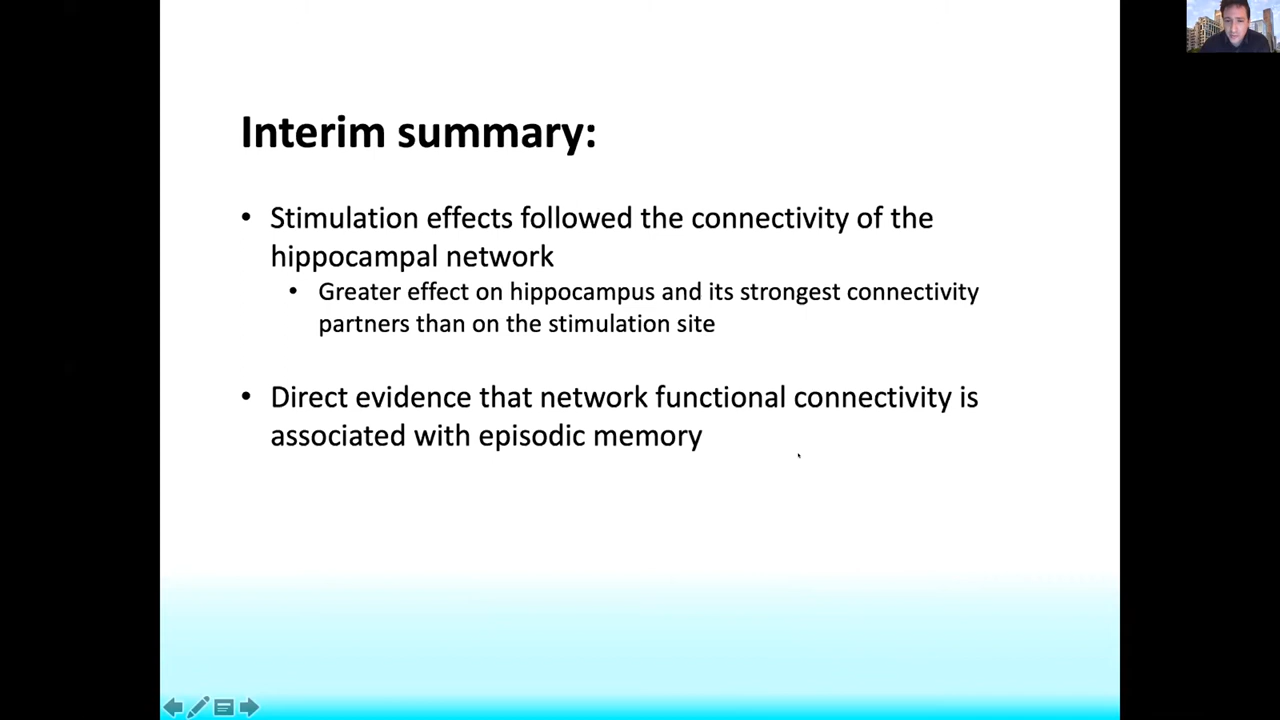 Interim summary:
• Stimulation effects followed the connectivity of the
hippocampal network
• Greater effect on hippocampus and its strongest connectivity
partners than on the stimulation site
• Direct evidence that network functional connectivity is
associated with episodic memory